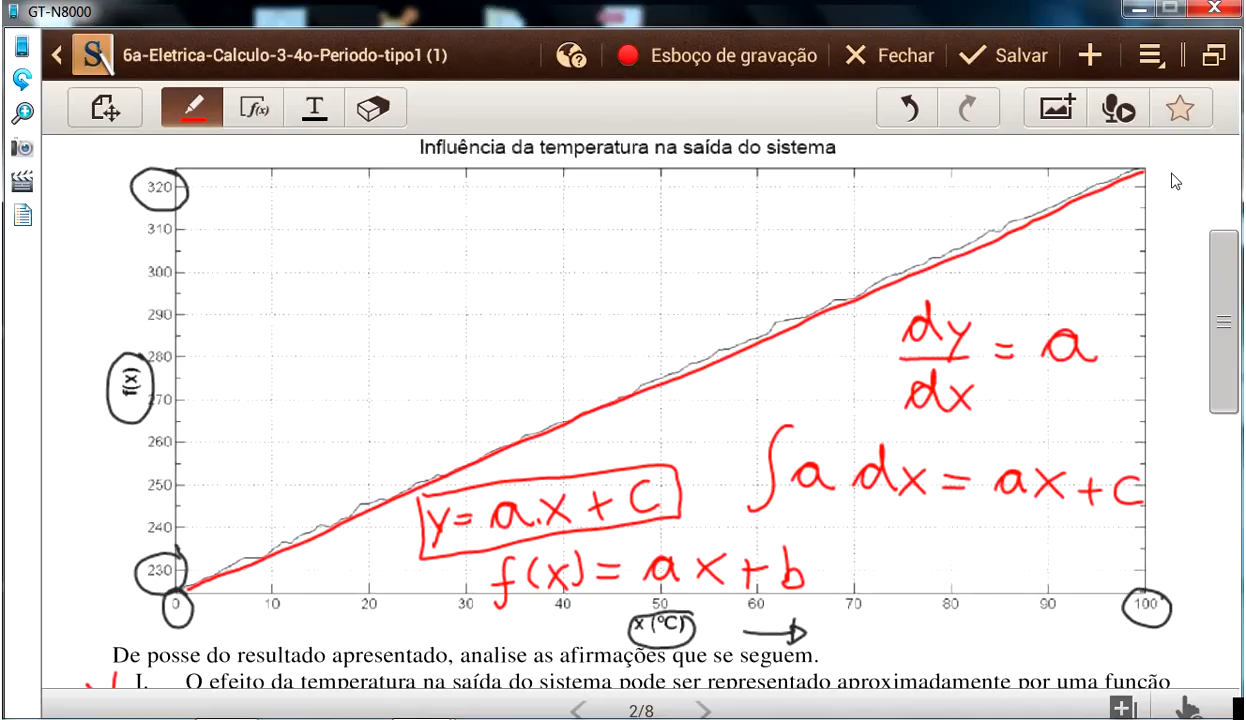 GT-N8000
6a-Eletrica-Calculo-3-4o-Periodo-tipo1 (1)
Esboço de gravação
Fechar
Salvar
f(x)
T
Influência da temperatura na saída do sistema
320
310
300
290
280
270
260
250
240
230
f(x)
dy/dx = a
∫ a dx = ax + C
y = a.x + C
f(x) = ax + b
0 10 20 30 40 50 60 70 80 90 100
x (°C)
De posse do resultado apresentado, analise as afirmações que se seguem.
I. O efeito da temperatura na saída do sistema pode ser representado aproximadamente por uma função
2/8